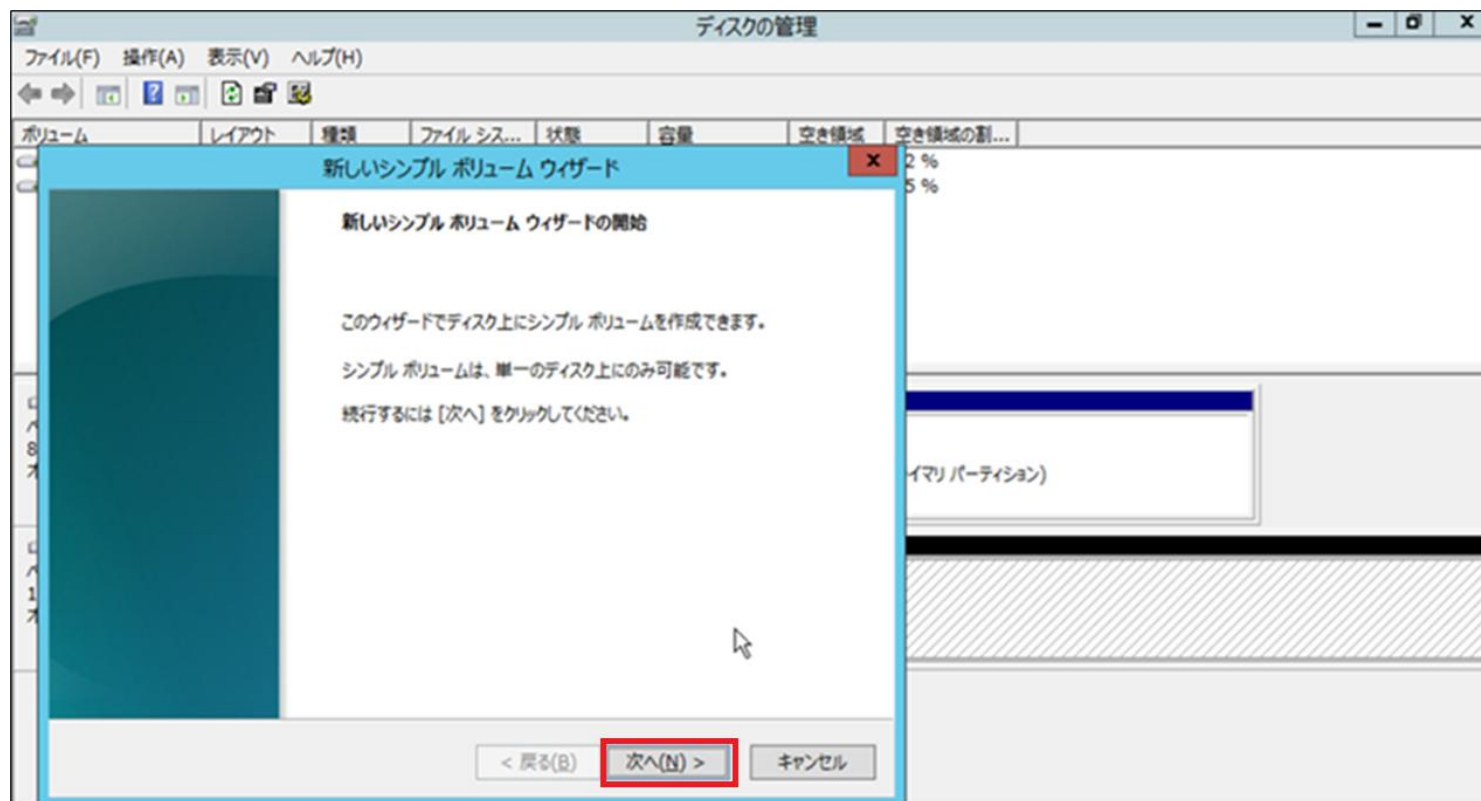 ディスクの管理
ファイル(F) 操作(A) 表示(V) ヘルプ(H)
ボリューム レイアウト 種類 ファイル シス... 状態 容量 空き領域 空き領域の割...
新しいシンプル ボリューム ウィザード
2 %
5 %
新しいシンプル ボリューム ウィザードの開始
このウィザードでディスク上にシンプル ボリュームを作成できます。
シンプル ボリュームは、単一のディスク上にのみ可能です。
続行するには [次へ] をクリックしてください。
イマリ パーティション)
< 戻る(B) 次へ(N) > キャンセル